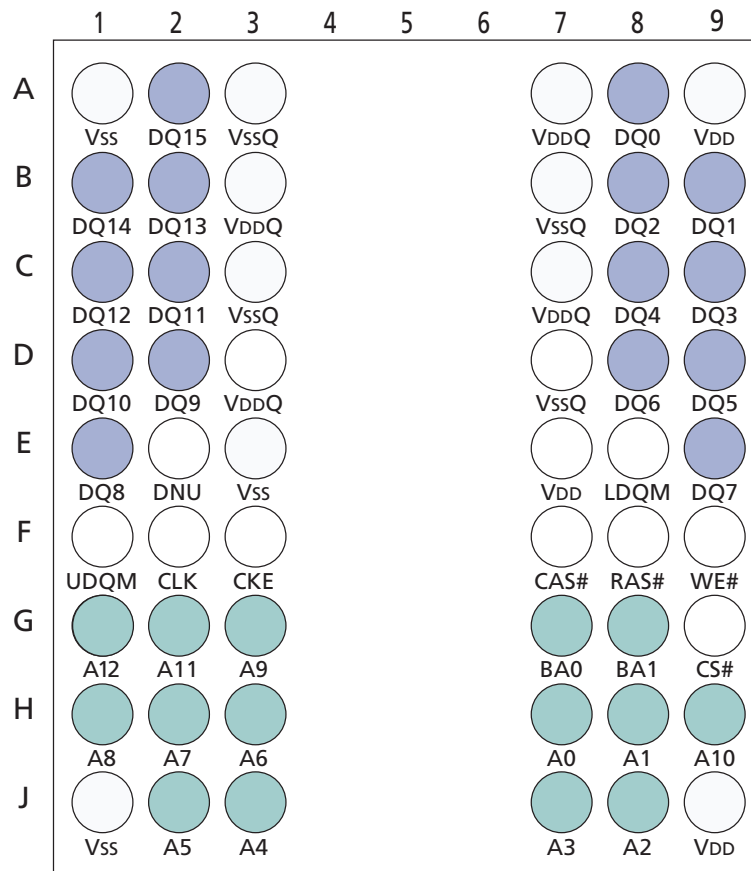 1 2 3 4 5 6 7 8 9
A
Vss DQ15 VssQ VDDQ DQ0 VDD
B
DQ14 DQ13 VDDQ VssQ DQ2 DQ1
C
DQ12 DQ11 VssQ VDDQ DQ4 DQ3
D
DQ10 DQ9 VDDQ VssQ DQ6 DQ5
E
DQ8 DNU Vss VDD LDQM DQ7
F
UDQM CLK CKE CAS# RAS# WE#
G
A12 A11 A9 BA0 BA1 CS#
H
A8 A7 A6 A0 A1 A10
J
Vss A5 A4 A3 A2 VDD